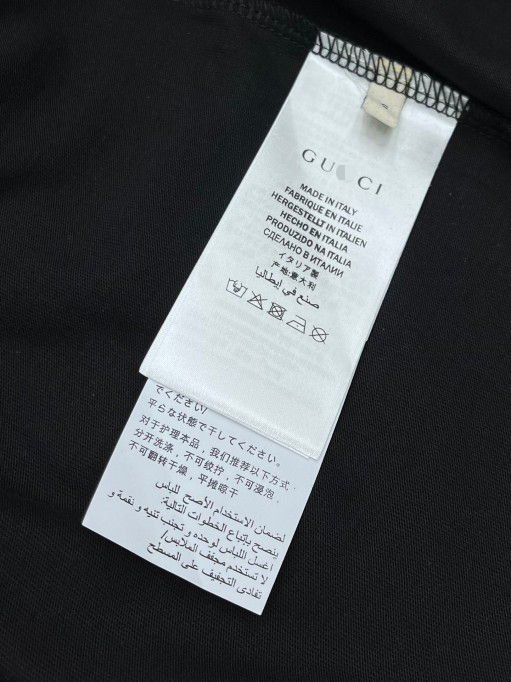 GUCCI
MADE IN ITALY
FABRIQUE EN ITALIE
HERGESTELLT IN ITALIEN
HECHO EN ITALIA
PRODUZIDO NA ITALIA
СДЕЛАНО В ИТАЛИИ
イタリア製
产地:意大利
صنع في إيطاليا
でください/
平らな状態で干してください。
对于护理本品，我们推荐以下方式.
分开洗涤，不可绞拧，不可浸泡，
不可翻转干燥，平摊晾干
لضمان الاستخدام الأصح للباس
ينصح بإتباع الخطوات التالية:
اغسل اللباس لوحده و تجنب تنيه و نقعة و
لا تستخدم مجفف الملابس/
تفادى التجفيف على المسطح